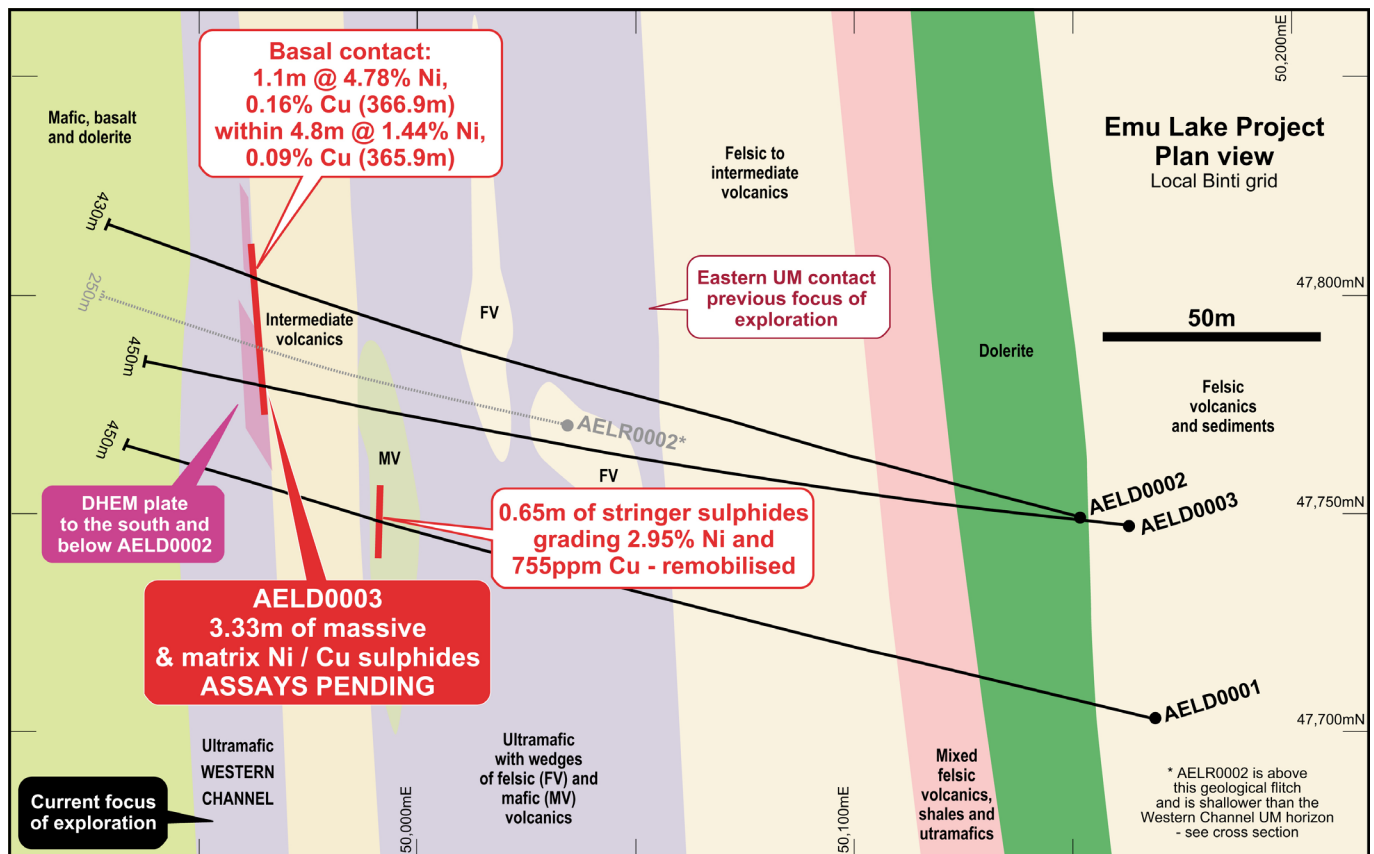 Basal contact:
1.1m @ 4.78% Ni,
0.16% Cu (366.9m)
within 4.8m @ 1.44% Ni,
0.09% Cu (365.9m)
50,200mE
Mafic, basalt
and dolerite
Emu Lake Project
Plan view
Local Binti grid
Felsic to
intermediate
volcanics
430m
250m
450m
450m
Eastern UM contact
previous focus of
exploration
47,800mN
50m
Intermediate
volcanics
FV
Dolerite
Felsic
volcanics
and sediments
AELR0002*
MV
FV
DHEM plate
to the south and
below AELD0002
0.65m of stringer sulphides
grading 2.95% Ni and
755ppm Cu - remobilised
AELD0002
AELD0003
47,750mN
AELD0003
3.33m of massive
& matrix Ni / Cu sulphides
ASSAYS PENDING
AELD0001
47,700mN
Ultramafic
WESTERN
CHANNEL
Ultramafic
with wedges
of felsic (FV) and
mafic (MV)
volcanics
Mixed
felsic
volcanics,
shales and
utramafics
* AELR0002 is above
this geological flitch
and is shallower than the
Western Channel UM horizon
- see cross section
Current focus
of exploration
50,000mE
50,100mE